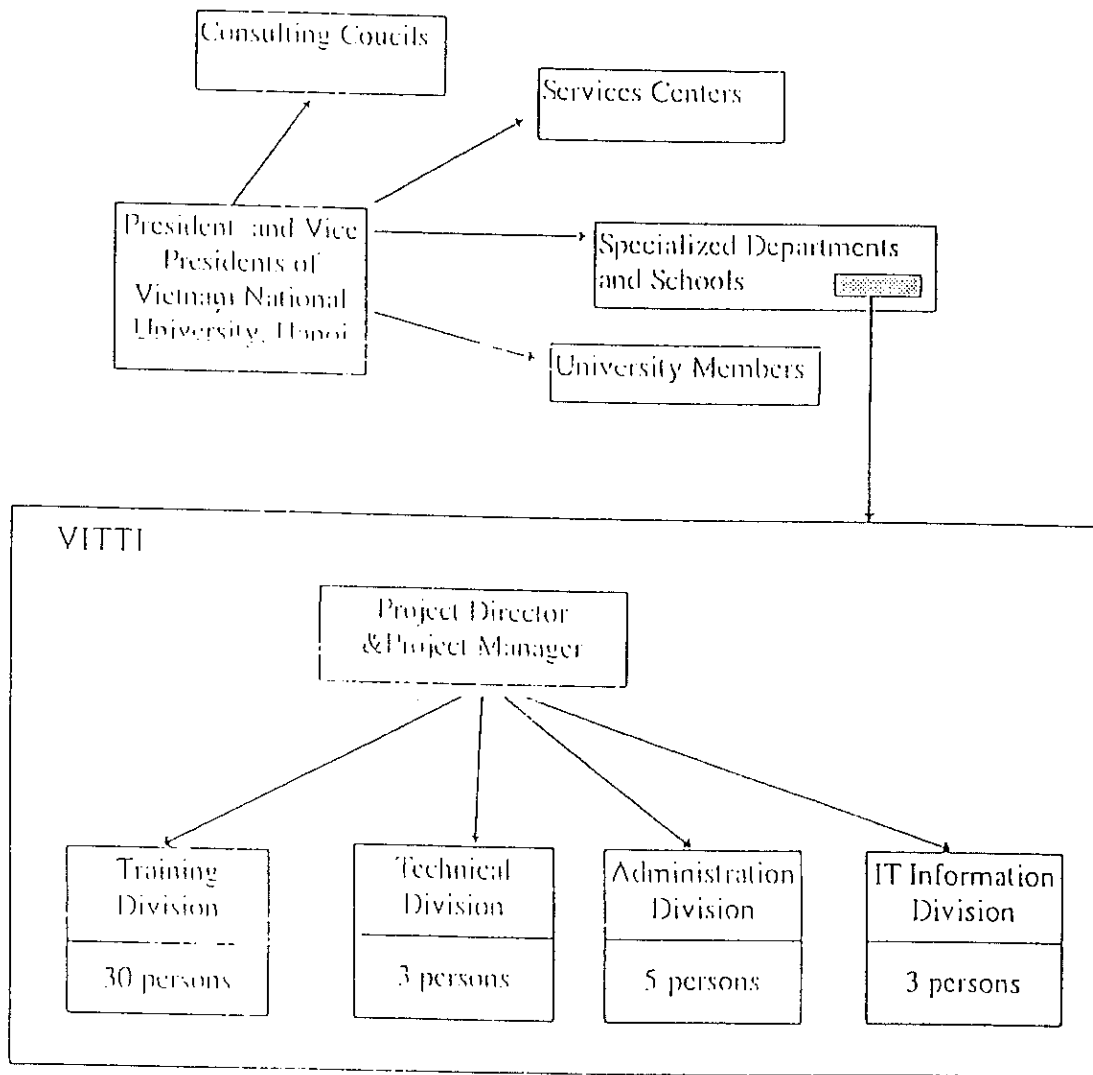 Consulting Coucils
Services Centers
President and Vice
Presidents of
Vietnam National
University, Hanoi
Specialized Departments
and Schools
University Members
VITTI
Project Director
&Project Manager
Training
Division
30 persons
Technical
Division
3 persons
Administration
Division
5 persons
IT Information
Division
3 persons